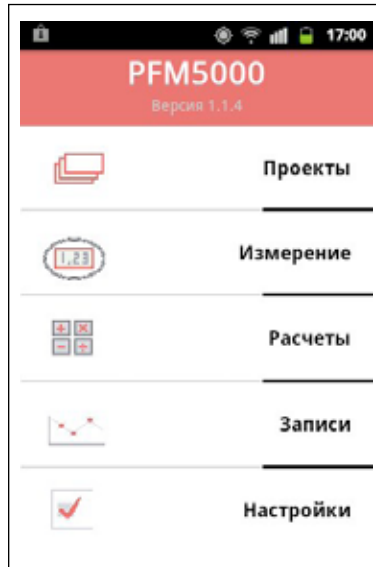 17:00
PFM5000
Версия 1.1.4
Проекты
1.23
Измерение
Расчеты
Записи
Настройки